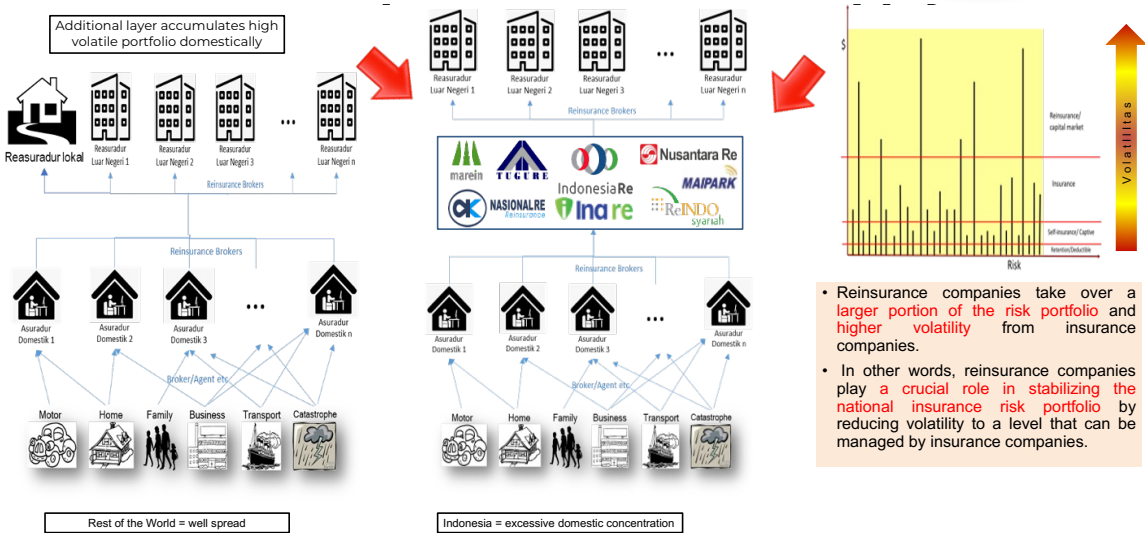 Additional layer accumulates high
volatile portfolio domestically
Reasuradur lokal
Reasuradur
Luar Negeri 1
Reasuradur
Luar Negeri 2
Reasuradur
Luar Negeri 3
...
Reasuradur
Luar Negeri n
Reinsurance Brokers
Reinsurance Brokers
Asuradur
Domestik 1
Asuradur
Domestik 2
Asuradur
Domestik 3
...
Asuradur
Domestik n
Broker/Agent etc
Motor
Home
Family
Business
Transport
Catastrophe
Rest of the World = well spread
Reasuradur
Luar Negeri 1
Reasuradur
Luar Negeri 2
Reasuradur
Luar Negeri 3
...
Reasuradur
Luar Negeri n
Reinsurance Brokers
marein
TUGURE
IndonesiaRe
Nusantara Re
MAIPARK
NASIONALRE
Reinsurance
Inare
ReINDO
syariah
Reinsurance Brokers
Asuradur
Domestik 1
Asuradur
Domestik 2
Asuradur
Domestik 3
...
Asuradur
Domestik n
Broker/Agent etc
Motor
Home
Family
Business
Transport
Catastrophe
Indonesia = excessive domestic concentration
$
Reinsurance/
capital market
Insurance
Self-insurance/ Captive
Retention/Deductible
Risk
Volatilitas
• Reinsurance companies take over a
larger portion of the risk portfolio and
higher volatility from insurance
companies.
• In other words, reinsurance companies
play a crucial role in stabilizing the
national insurance risk portfolio by
reducing volatility to a level that can be
managed by insurance companies.